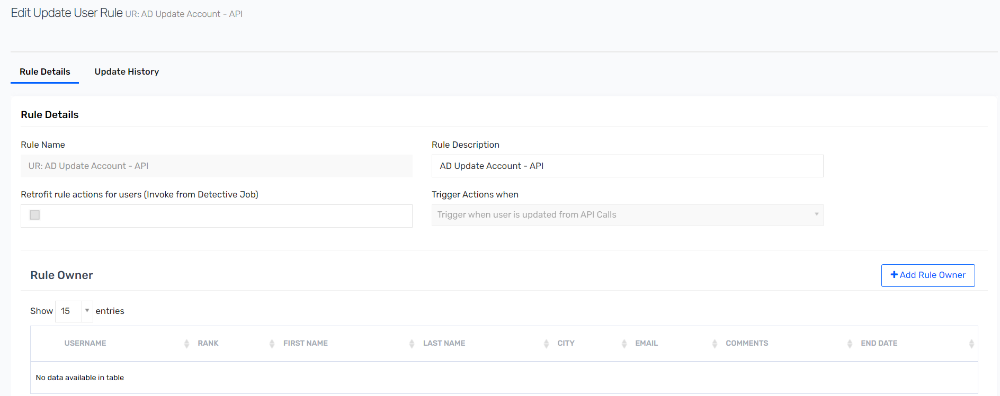 Edit Update User Rule UR: AD Update Account - API
Rule Details Update History
Rule Details
Rule Name Rule Description
UR: AD Update Account - API AD Update Account - API
Retrofit rule actions for users (Invoke from Detective Job) Trigger Actions when
Trigger when user is updated from API Calls
Rule Owner + Add Rule Owner
Show 15 entries
USERNAME RANK FIRST NAME LAST NAME CITY EMAIL COMMENTS END DATE
No data available in table